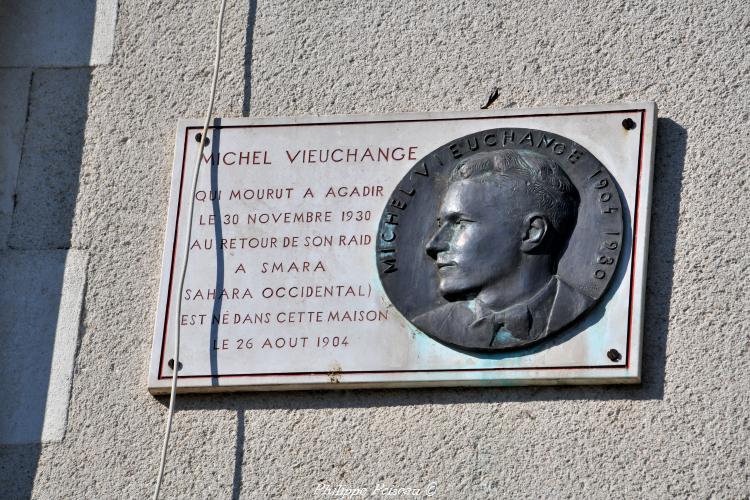 MICHEL VIEUCHANGE
QUI MOURUT A AGADIR
LE 30 NOVEMBRE 1930
AU RETOUR DE SON RAID
A SMARA
(SAHARA OCCIDENTAL)
EST NÉ DANS CETTE MAISON
LE 26 AOUT 1904
MICHEL VIEUCHANGE 1904 1930
Philippe Poiseau ©